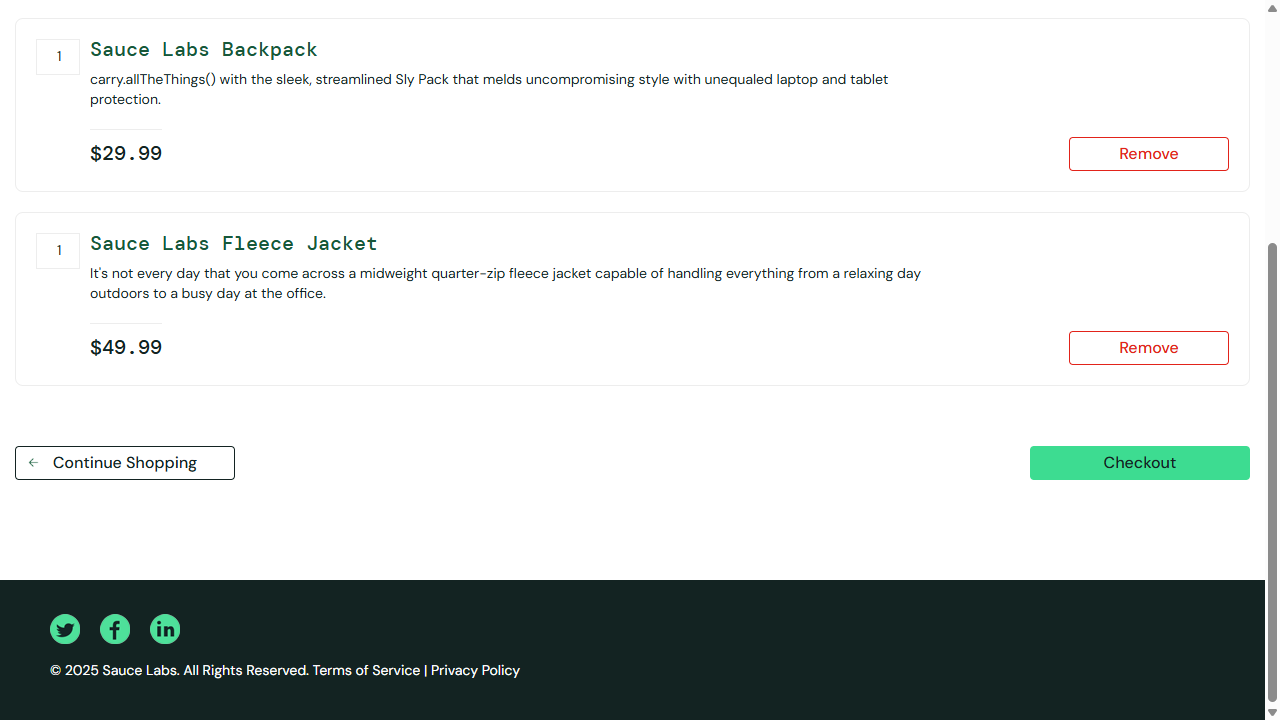 1
Sauce Labs Backpack
carry.allTheThings() with the sleek, streamlined Sly Pack that melds uncompromising style with unequaled laptop and tablet
protection.
$29.99
Remove
1
Sauce Labs Fleece Jacket
It's not every day that you come across a midweight quarter-zip fleece jacket capable of handling everything from a relaxing day
outdoors to a busy day at the office.
$49.99
Remove
Continue Shopping
Checkout
© 2025 Sauce Labs. All Rights Reserved. Terms of Service | Privacy Policy